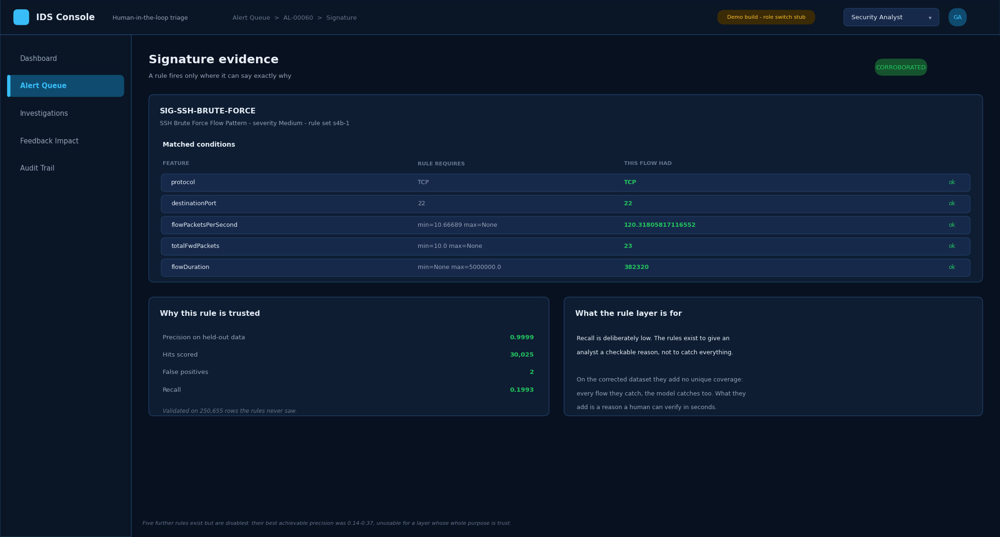 IDS Console Human-in-the-loop triage Alert Queue > AL-00060 > Signature Demo build - role switch stub Security Analyst ▾ GA
Dashboard
Alert Queue
Investigations
Feedback Impact
Audit Trail
Signature evidence
A rule fires only where it can say exactly why
CORROBORATED
SIG-SSH-BRUTE-FORCE
SSH Brute Force Flow Pattern - severity Medium - rule set s4b-1
Matched conditions
FEATURE RULE REQUIRES THIS FLOW HAD
protocol TCP TCP ok
destinationPort 22 22 ok
flowPacketsPerSecond min=10.66689 max=None 120.31805817116552 ok
totalFwdPackets min=10.0 max=None 23 ok
flowDuration min=None max=5000000.0 382320 ok
Why this rule is trusted
Precision on held-out data 0.9999
Hits scored 30,025
False positives 2
Recall 0.1993
Validated on 250,655 rows the rules never saw.
What the rule layer is for
Recall is deliberately low. The rules exist to give an
analyst a checkable reason, not to catch everything.
On the corrected dataset they add no unique coverage:
every flow they catch, the model catches too. What they
add is a reason a human can verify in seconds.
Five further rules exist but are disabled: their best achievable precision was 0.14-0.37, unusable for a layer whose whole purpose is trust.